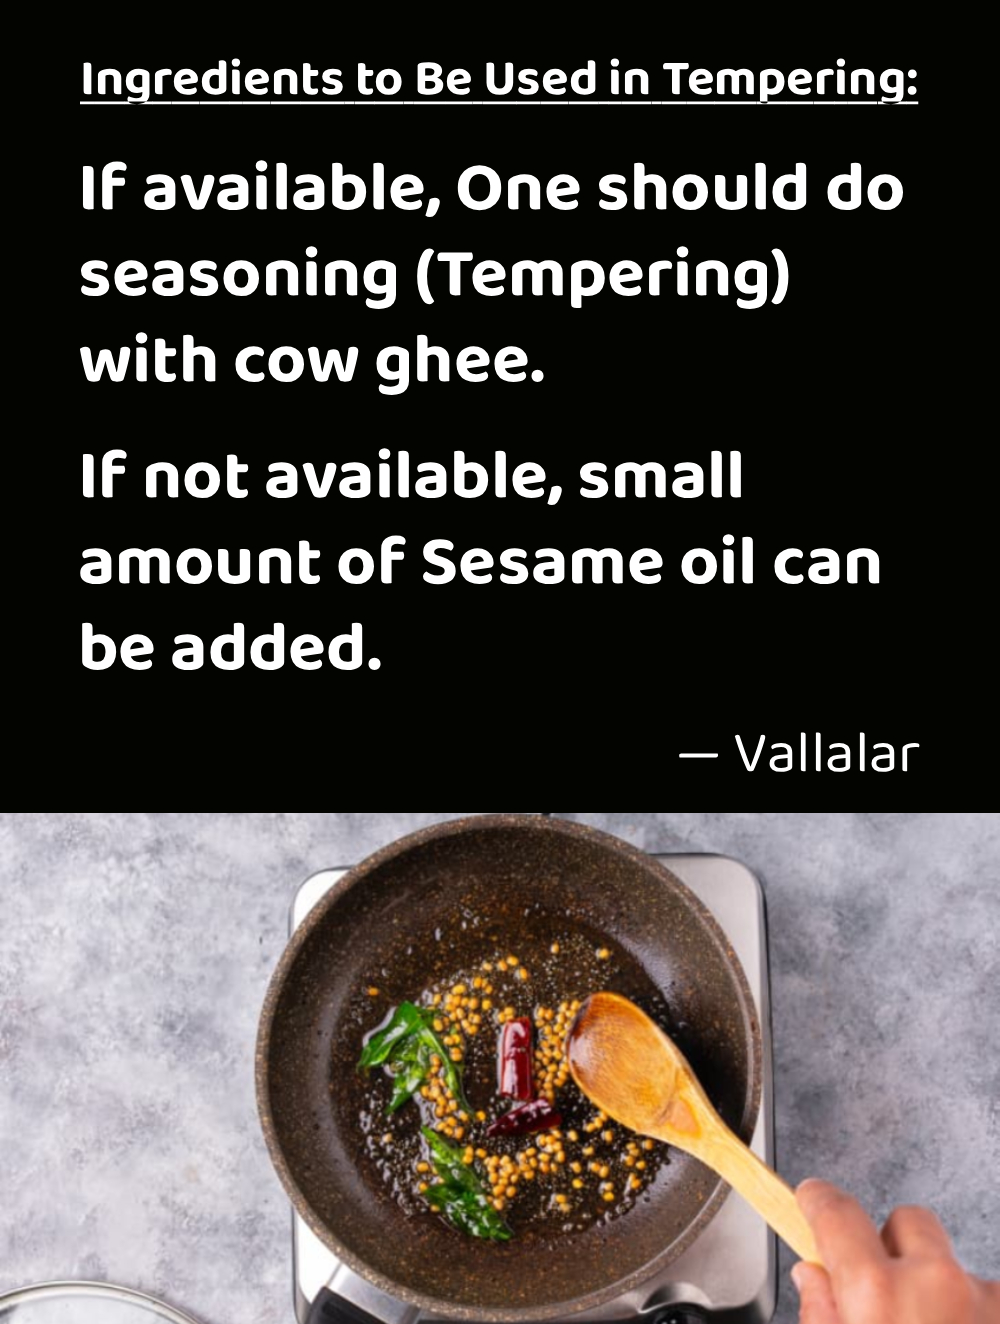 Ingredients to Be Used in Tempering:
If available, One should do
seasoning (Tempering)
with cow ghee.
If not available, small
amount of Sesame oil can
be added.
— Vallalar